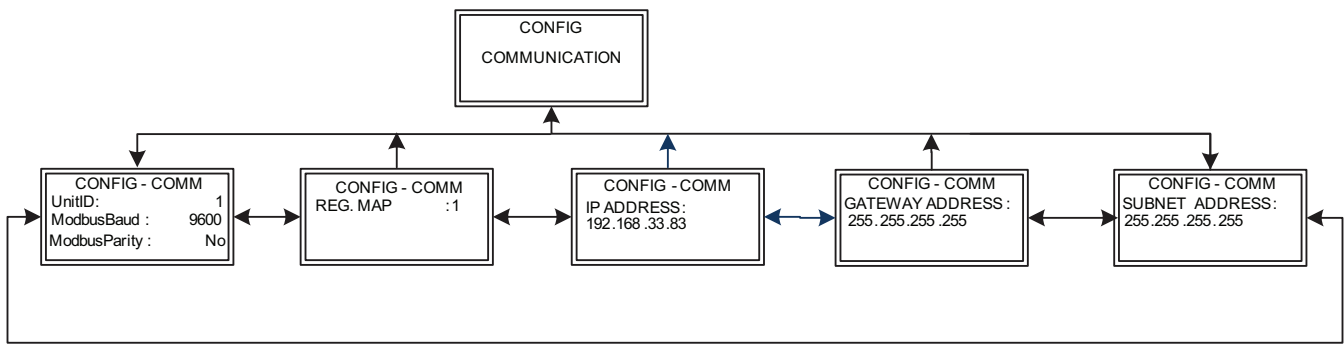 CONFIG
COMMUNICATION
CONFIG - COMM
UnitID: 1
ModbusBaud : 9600
ModbusParity : No
CONFIG - COMM
REG. MAP : 1
CONFIG - COMM
IP ADDRESS :
192.168 .33.83
CONFIG - COMM
GATEWAY ADDRESS :
255. 255. 255 .255
CONFIG - COMM
SUBNET ADDRESS :
255. 255. 255. 255